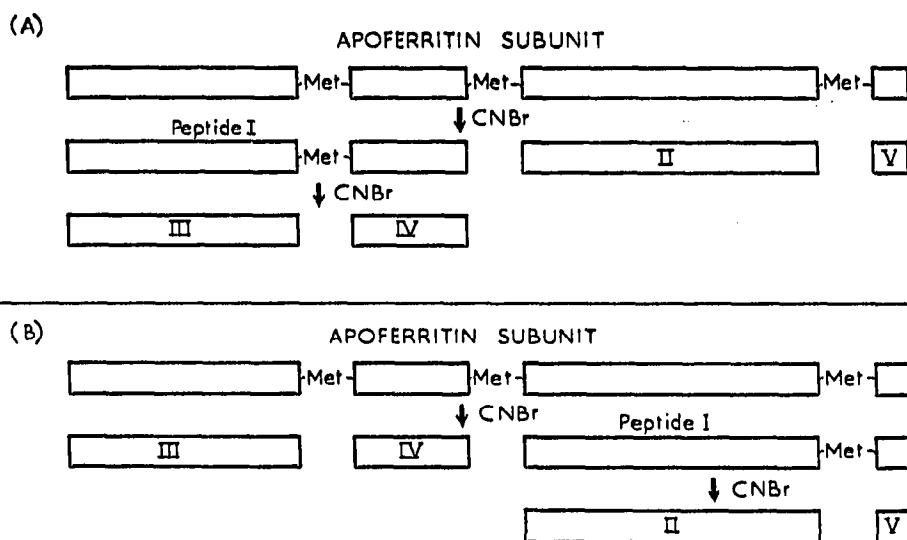 (A)
APOFERRITIN SUBUNIT
Met Met Met
CNBr
Peptide I
Met II V
CNBr
III IV
(B)
APOFERRITIN SUBUNIT
Met Met Met
CNBr
Peptide I
III IV Met
CNBr
II V